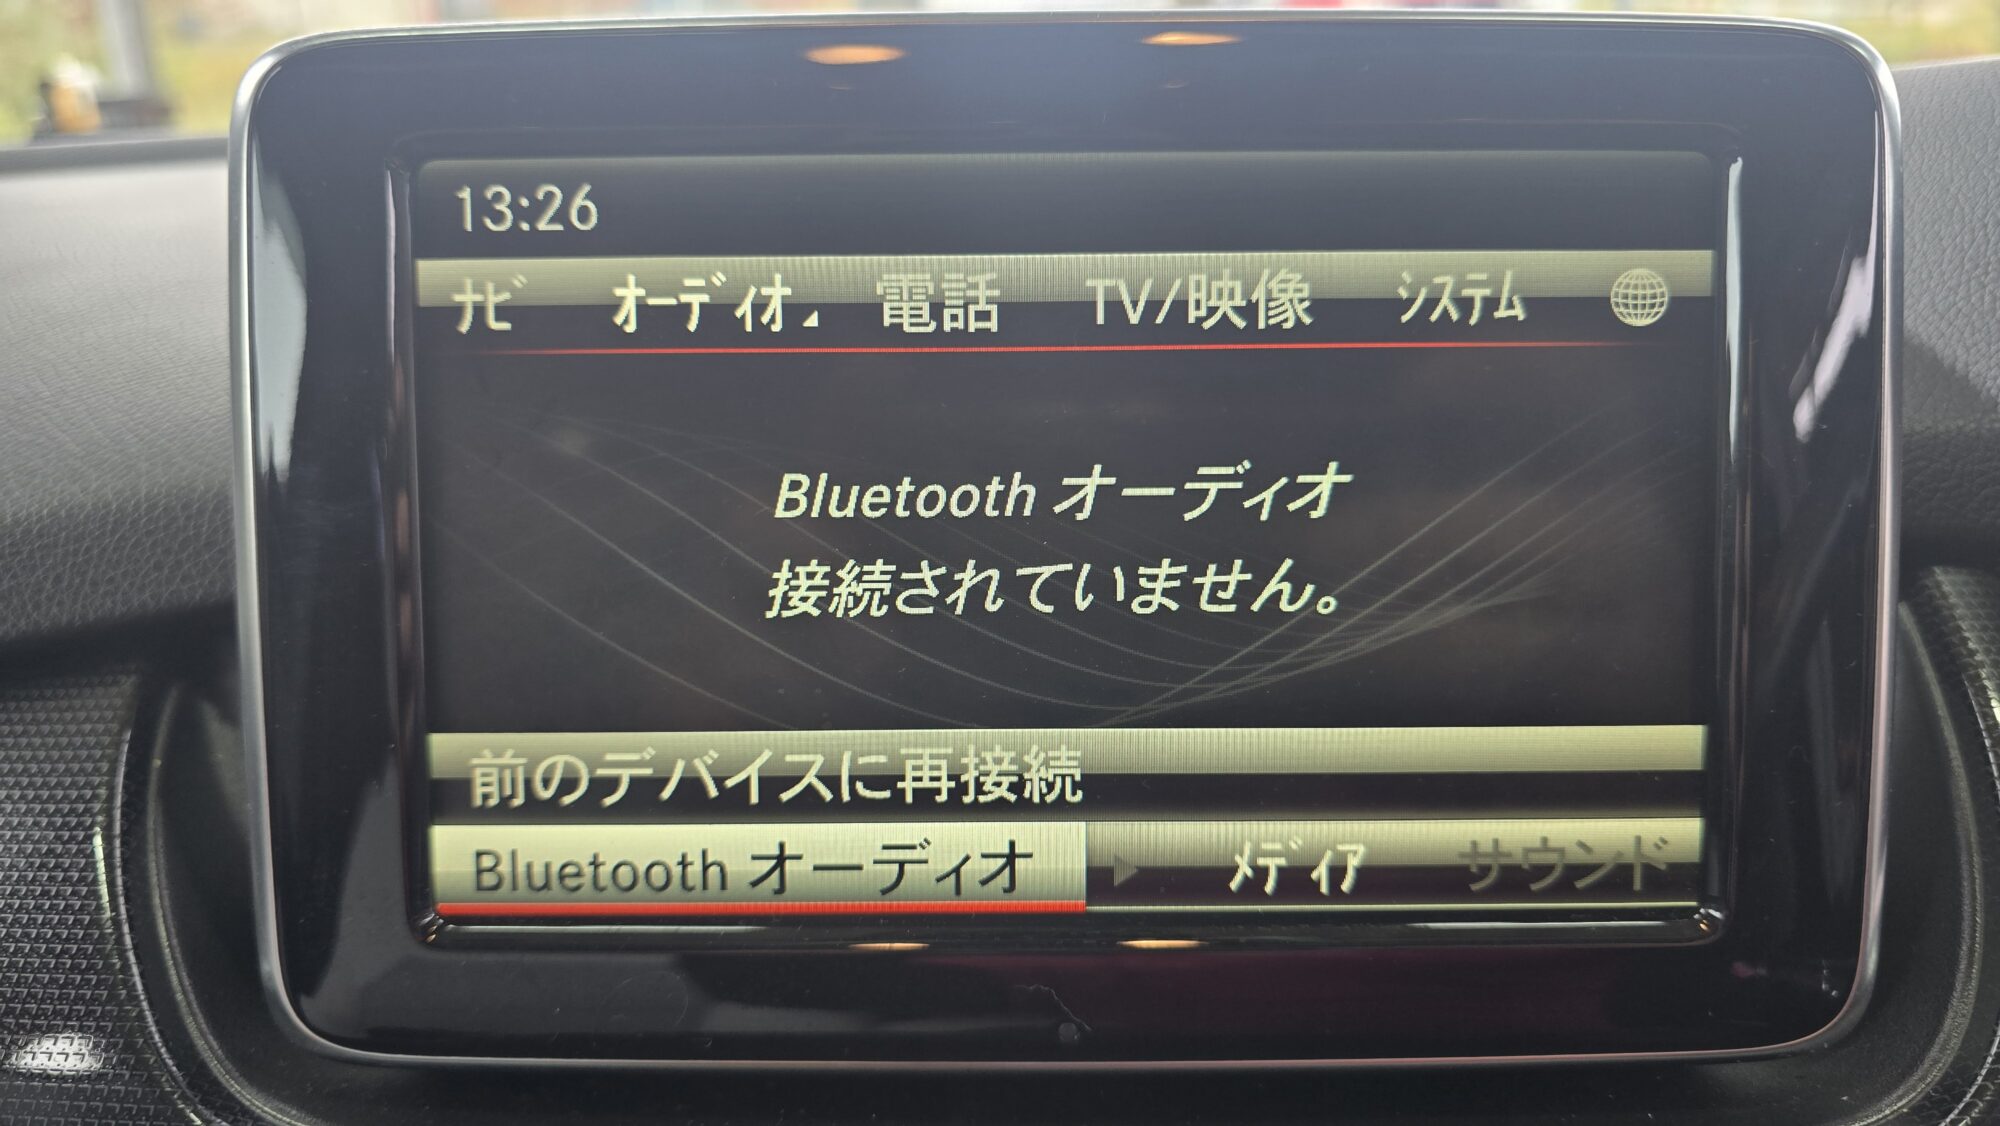 13:26
ナビ オーディオ 電話 TV/映像 システム
Bluetooth オーディオ
接続されていません。
前のデバイスに再接続
Bluetooth オーディオ メディア サウンド